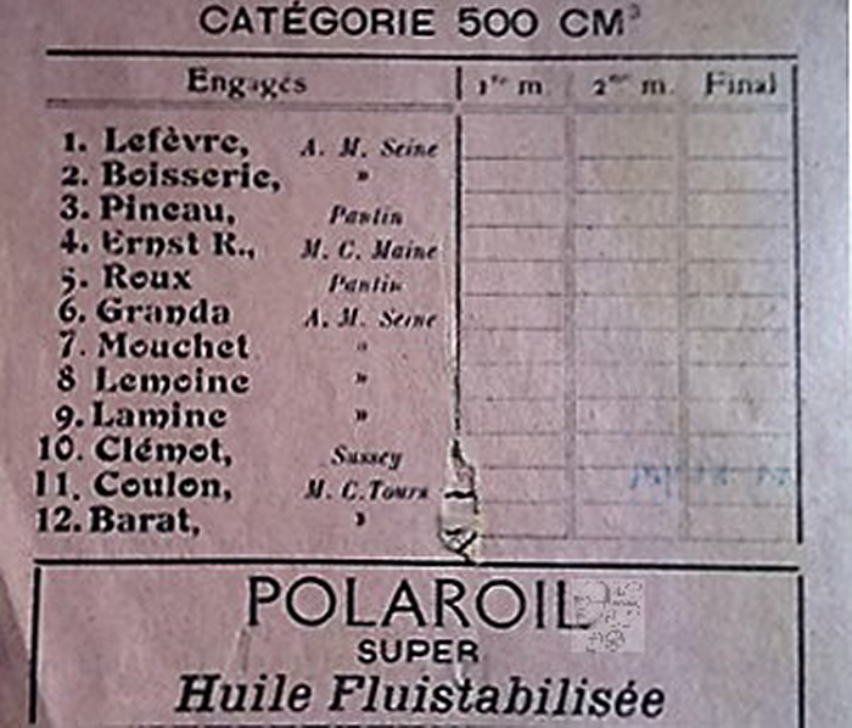 CATÉGORIE 500 CM³
Engagés 1re m. 2me m. Final
1. Lefèvre, A. M. Seine
2. Boisserie, »
3. Pineau, Pantin
4. Ernst R., M. C. Maine
5. Roux Pantin
6. Granda A. M. Seine
7. Mouchet »
8 Lemoine »
9. Lamine »
10. Clémot, Sussey
11. Coulon, M. C. Tours
12. Barat, »
POLAROIL
SUPER
Huile Fluistabilisée